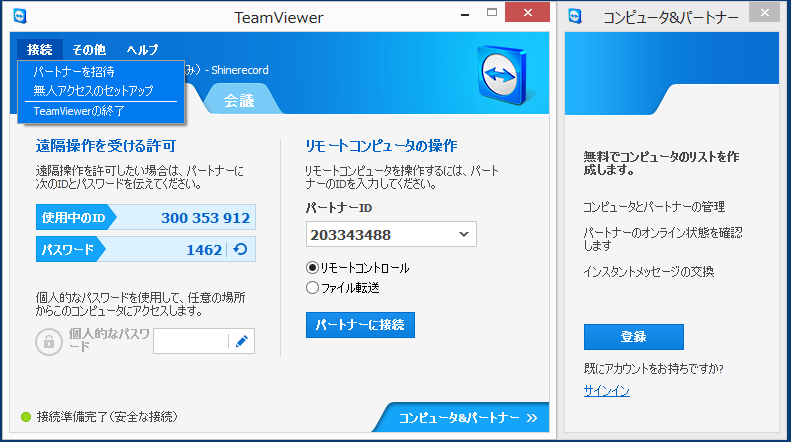 TeamViewer
接続 その他 ヘルプ
パートナーを招待
無人アクセスのセットアップ
TeamViewerの終了
み） - Shinerecord
会議
遠隔操作を受ける許可
遠隔操作を許可したい場合は、パートナーに
次のIDとパスワードを伝えてください。
使用中のID 300 353 912
パスワード 1462
個人的なパスワードを使用して、任意の場所
からこのコンピュータにアクセスします。
個人的なパスワ
ード
リモートコンピュータの操作
リモートコンピュータを操作するには、パート
ナーのIDを入力してください。
パートナーID
203343488
リモートコントロール
ファイル転送
パートナーに接続
接続準備完了（安全な接続）
コンピュータ&パートナー >>
コンピュータ&パートナー
無料でコンピュータのリストを作
成します。
コンピュータとパートナーの管理
パートナーのオンライン状態を確認
します
インスタントメッセージの交換
登録
既にアカウントをお持ちですか?
サインイン